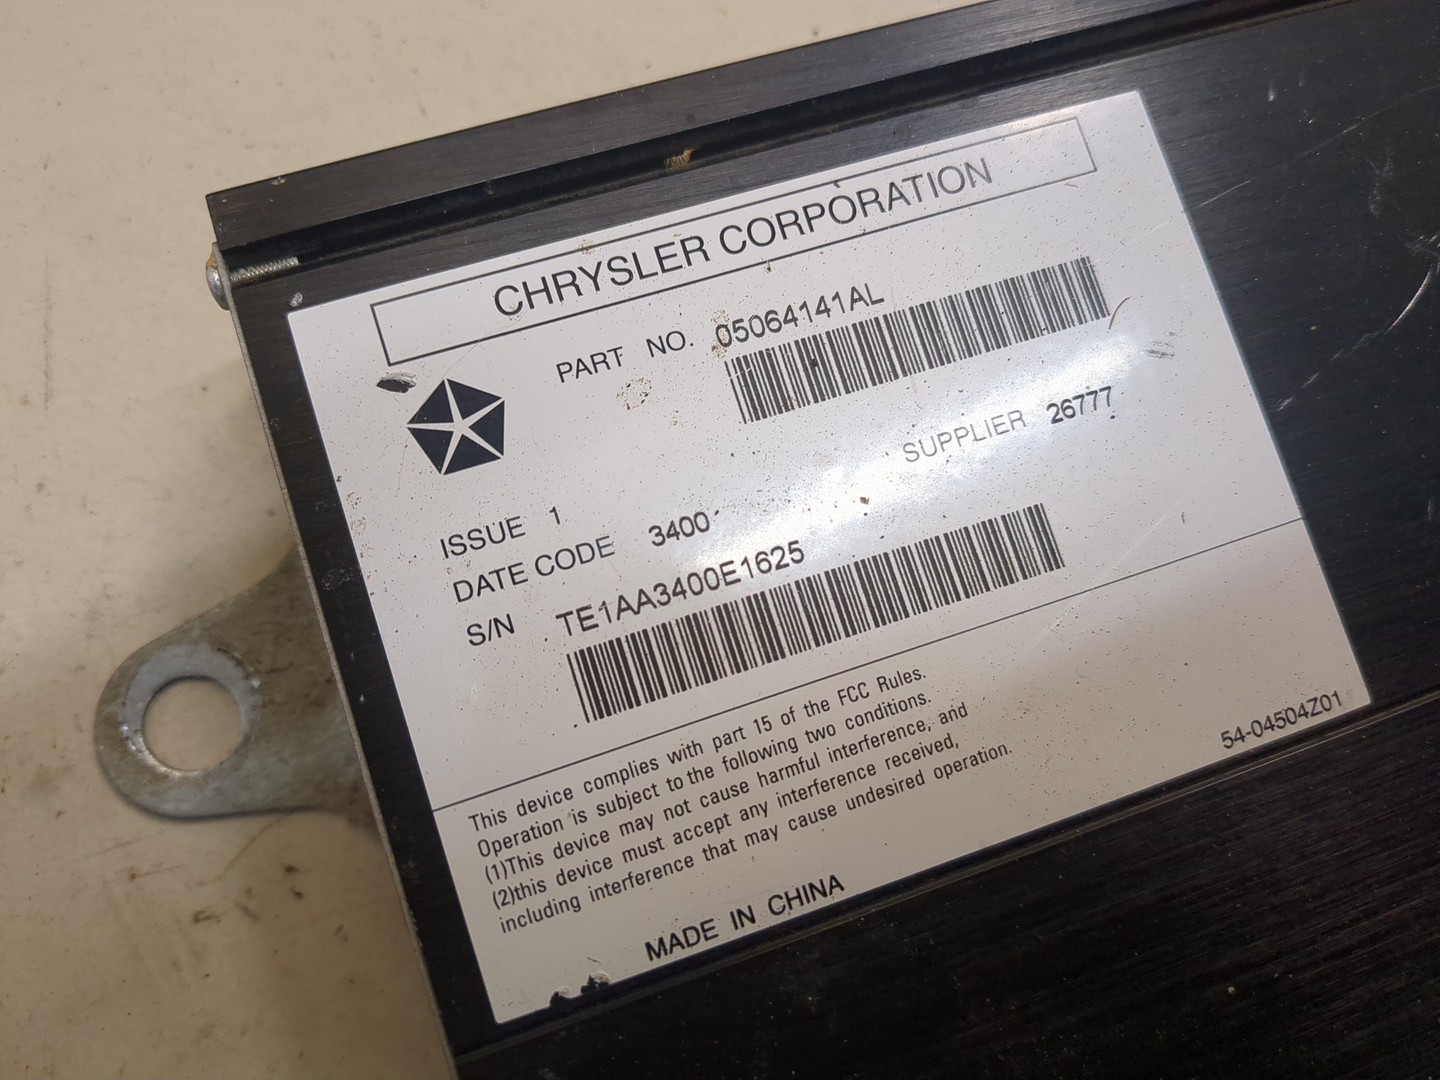 CHRYSLER CORPORATION
PART NO. 05064141AL
SUPPLIER 26777
ISSUE 1
DATE CODE 3400
S/N TE1AA3400E1625
This device complies with part 15 of the FCC Rules.
Operation is subject to the following two conditions.
(1)This device may not cause harmful interference, and
(2)this device must accept any interference received,
including interference that may cause undesired operation.
54-04504Z01
MADE IN CHINA